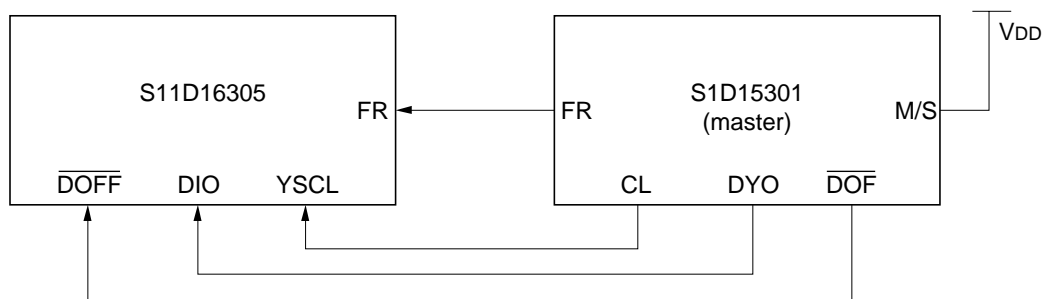 VDD
S11D16305
S1D15301
(master)
FR
FR
M/S
DOFF
DIO
YSCL
CL
DYO
DOF